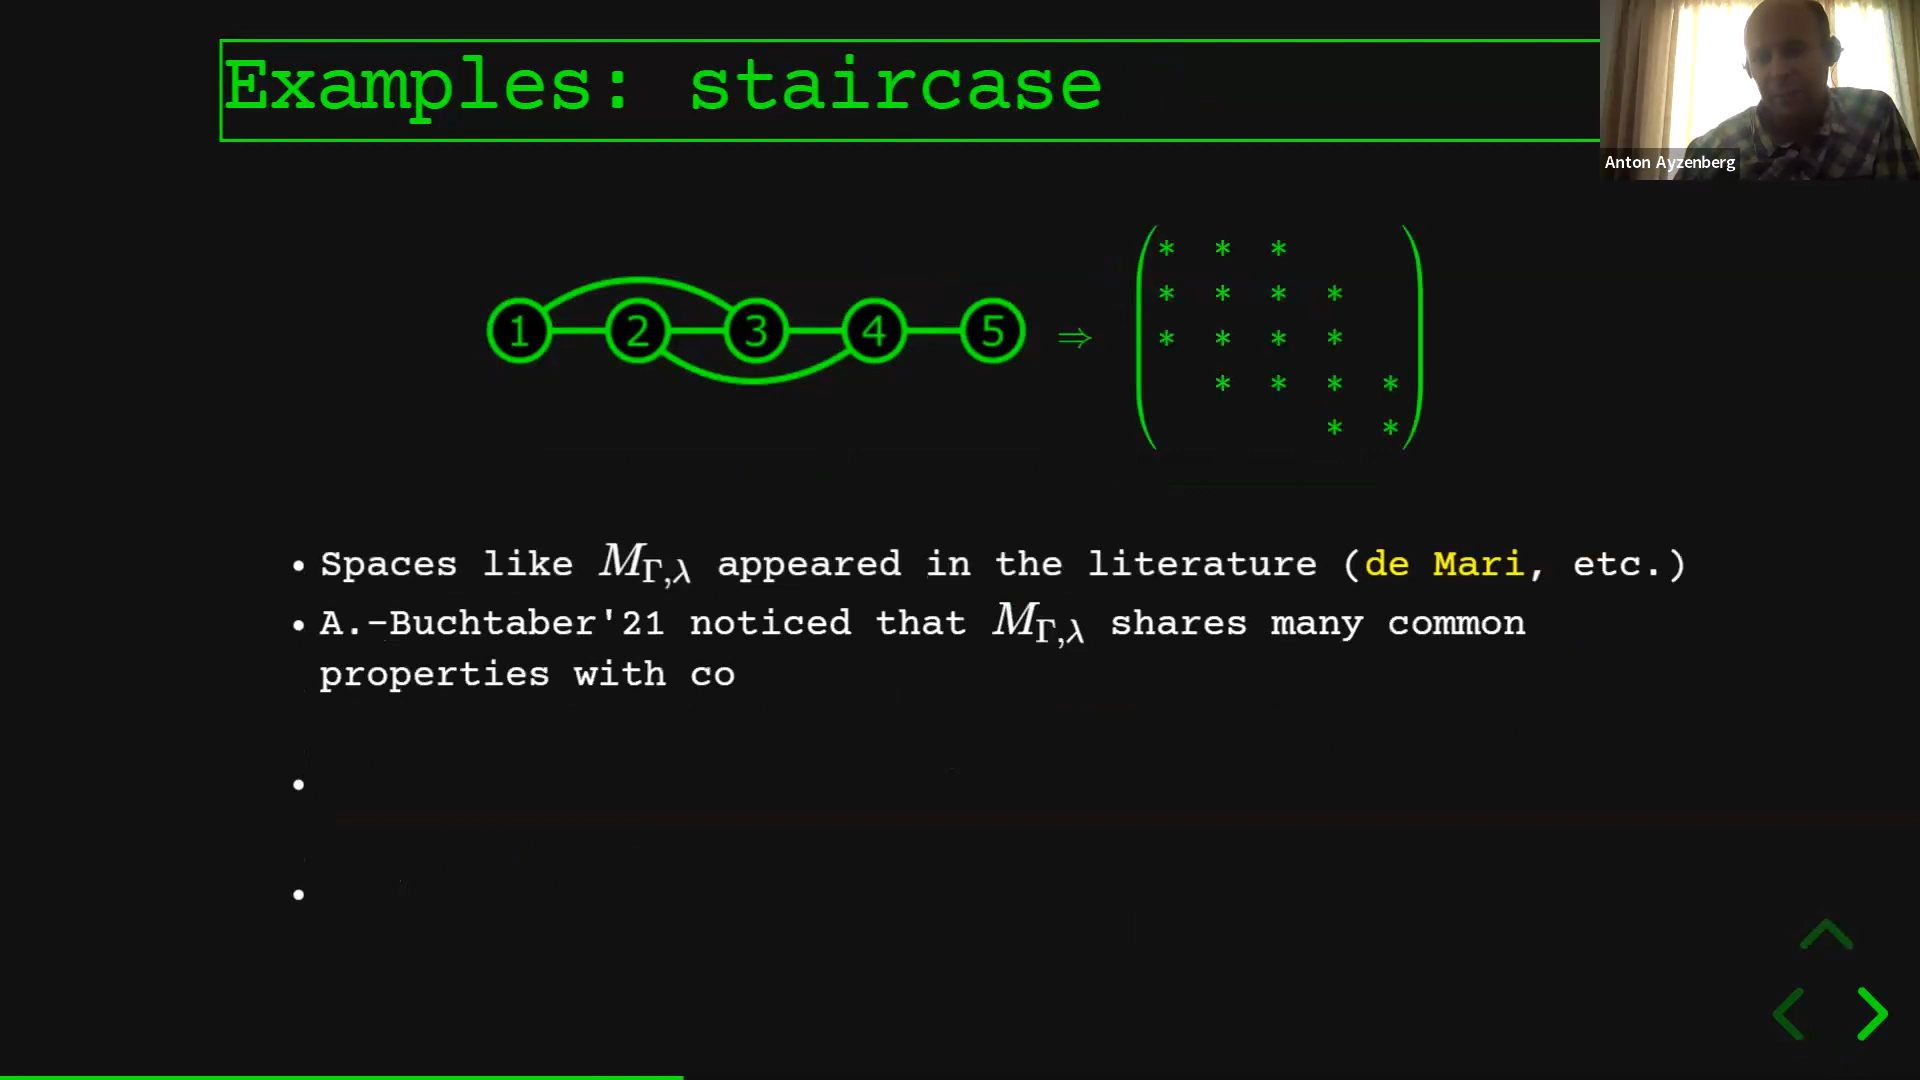 Examples: staircase
Anton Ayzenberg
1 2 3 4 5 ⇒
* * *
* * * *
* * * *
* * * *
* *
• Spaces like M_{Γ,λ} appeared in the literature (de Mari, etc.)
• A.-Buchtaber'21 noticed that M_{Γ,λ} shares many common
properties with co
•
•